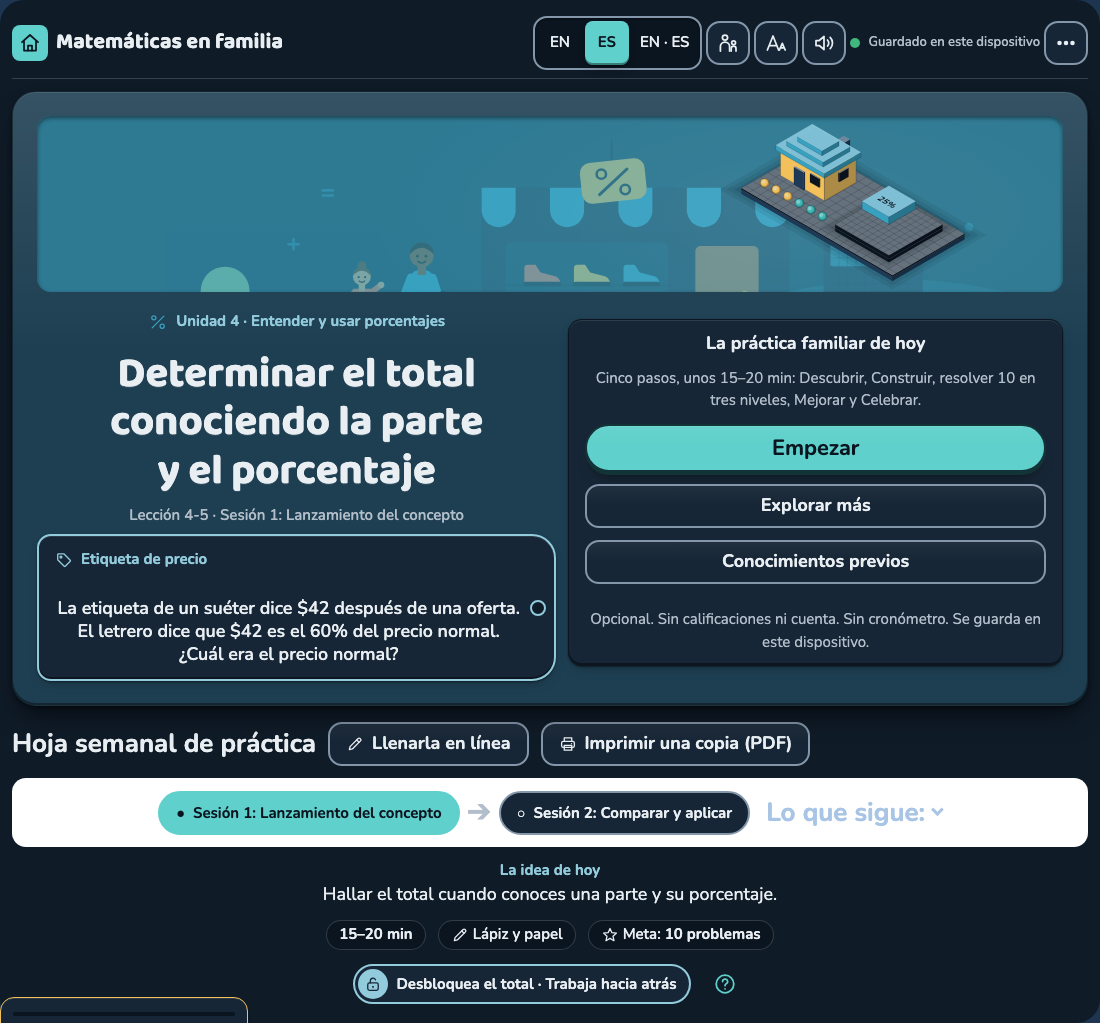 Matemáticas en familia
EN ES EN · ES
Guardado en este dispositivo
25%
Unidad 4 · Entender y usar porcentajes
Determinar el total
conociendo la parte
y el porcentaje
Lección 4-5 · Sesión 1: Lanzamiento del concepto
Etiqueta de precio
La etiqueta de un suéter dice $42 después de una oferta.
El letrero dice que $42 es el 60% del precio normal.
¿Cuál era el precio normal?
La práctica familiar de hoy
Cinco pasos, unos 15–20 min: Descubrir, Construir, resolver 10 en
tres niveles, Mejorar y Celebrar.
Empezar
Explorar más
Conocimientos previos
Opcional. Sin calificaciones ni cuenta. Sin cronómetro. Se guarda en
este dispositivo.
Hoja semanal de práctica
Llenarla en línea
Imprimir una copia (PDF)
Sesión 1: Lanzamiento del concepto
Sesión 2: Comparar y aplicar
Lo que sigue:
La idea de hoy
Hallar el total cuando conoces una parte y su porcentaje.
15–20 min
Lápiz y papel
Meta: 10 problemas
Desbloquea el total · Trabaja hacia atrás